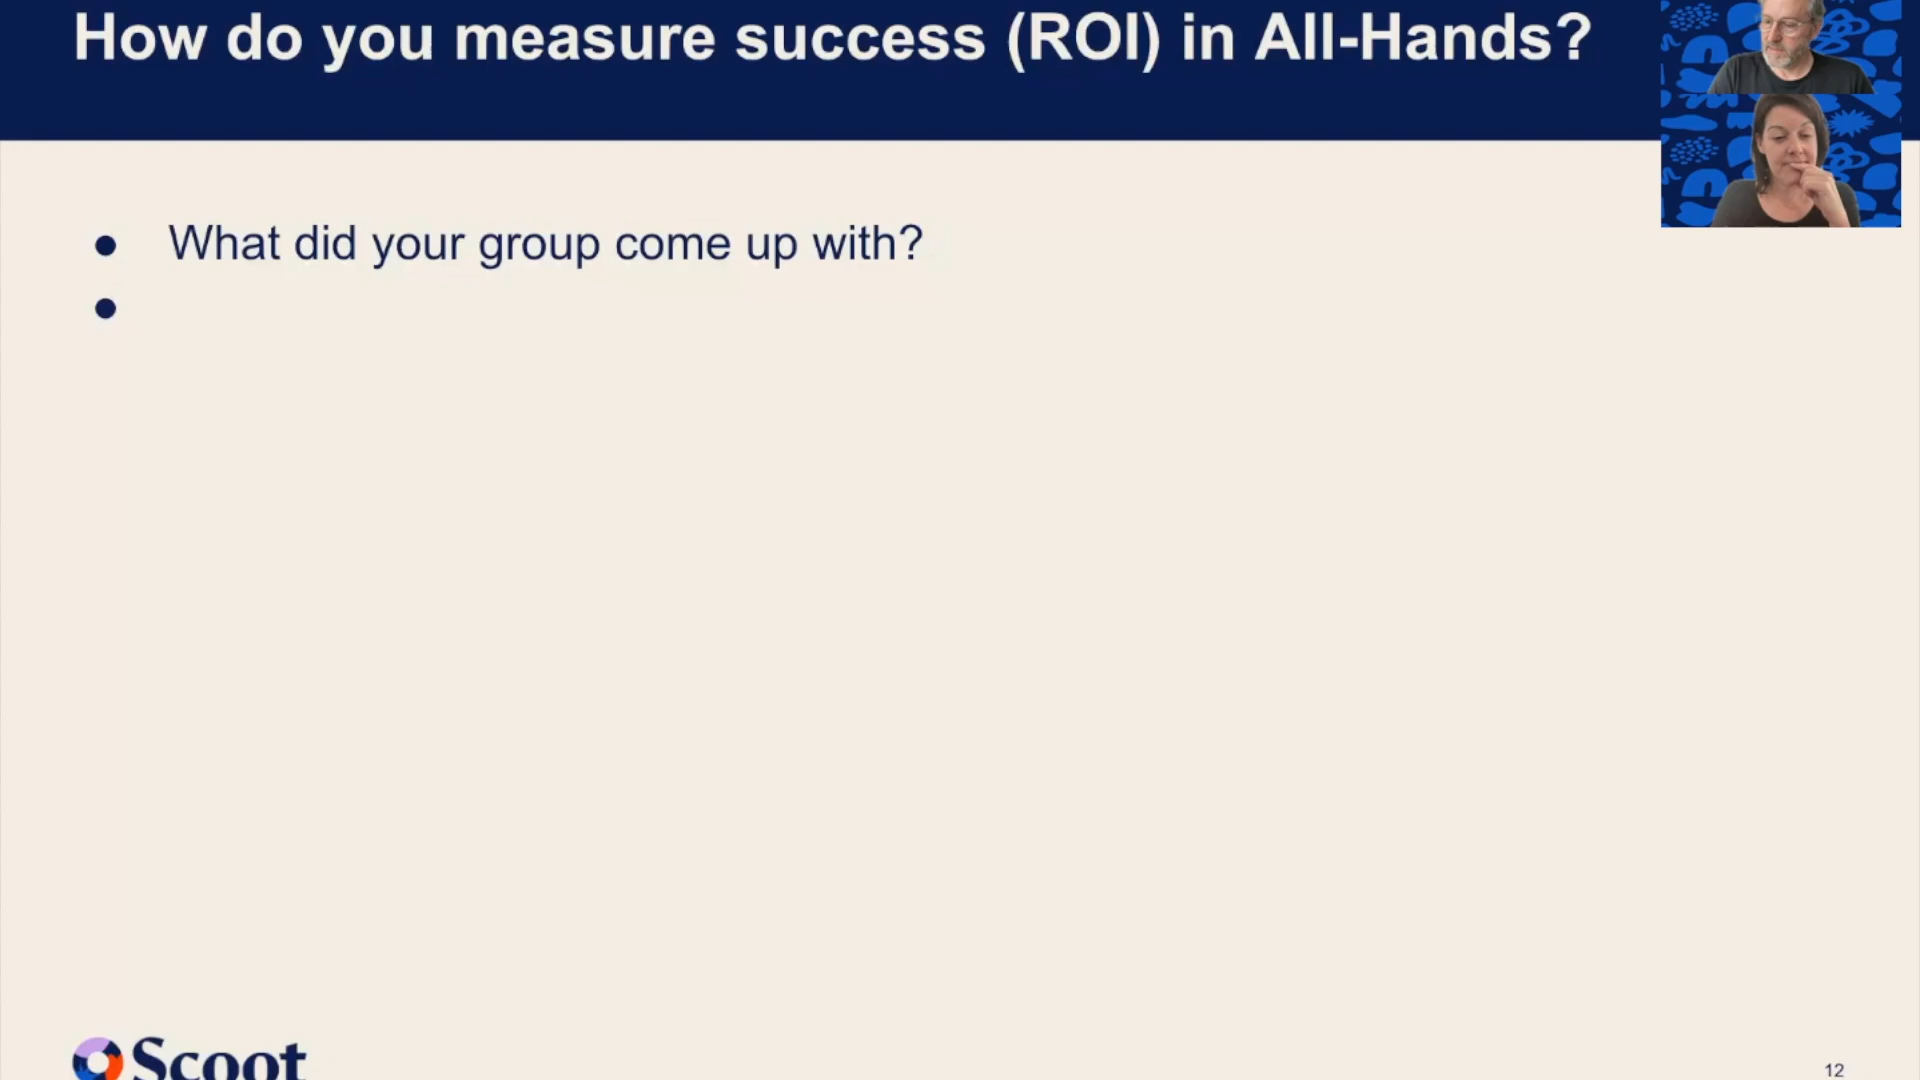 How do you measure success (ROI) in All-Hands?
● What did your group come up with?
●
Scoot
12